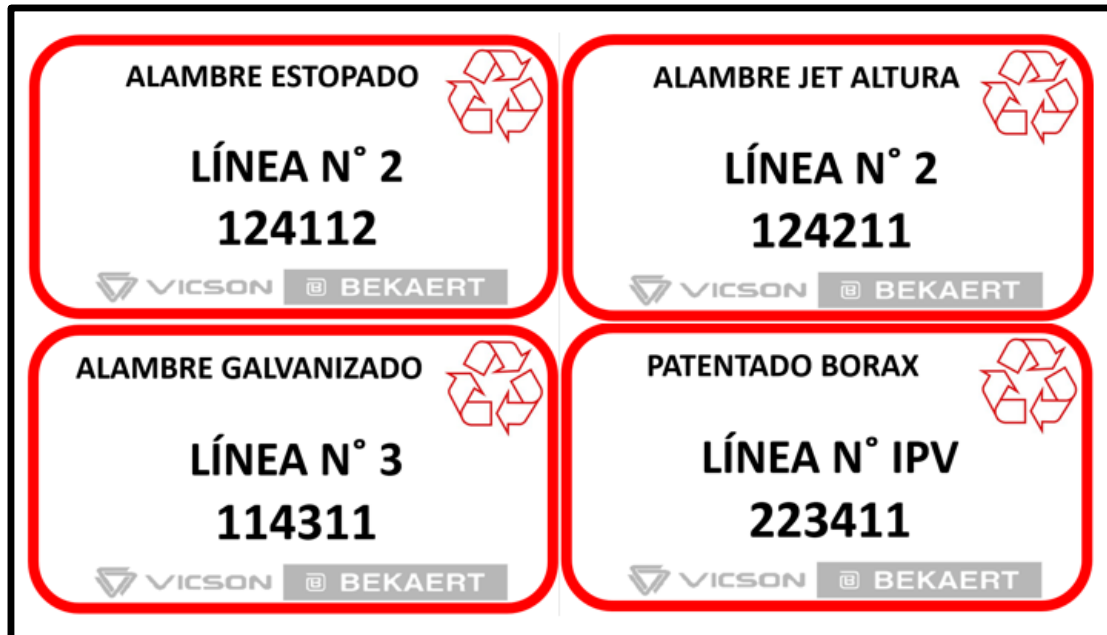 ALAMBRE ESTOPADO
LÍNEA N° 2
124112
VICSON BEKAERT
ALAMBRE JET ALTURA
LÍNEA N° 2
124211
VICSON BEKAERT
ALAMBRE GALVANIZADO
LÍNEA N° 3
114311
VICSON BEKAERT
PATENTADO BORAX
LÍNEA N° IPV
223411
VICSON BEKAERT